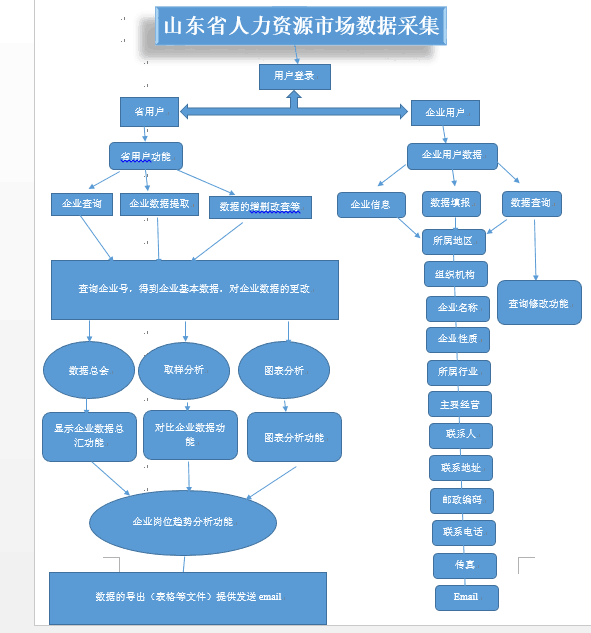 山东省人力资源市场数据采集
用户登录
省用户
企业用户
省用户功能
企业用户数据
企业查询
企业数据提取
数据的增删改查等
企业信息
数据填报
数据查询
所属地区
查询企业号，得到企业基本数据，对企业数据的更改
组织机构
查询修改功能
企业名称
企业性质
数据总会
取样分析
图表分析
所属行业
主要经营
显示企业数据总
汇功能
对比企业数据功
能
图表分析功能
联系人
联系地址
邮政编码
企业岗位趋势分析功能
联系电话
传真
数据的导出（表格等文件）提供发送 email
Email